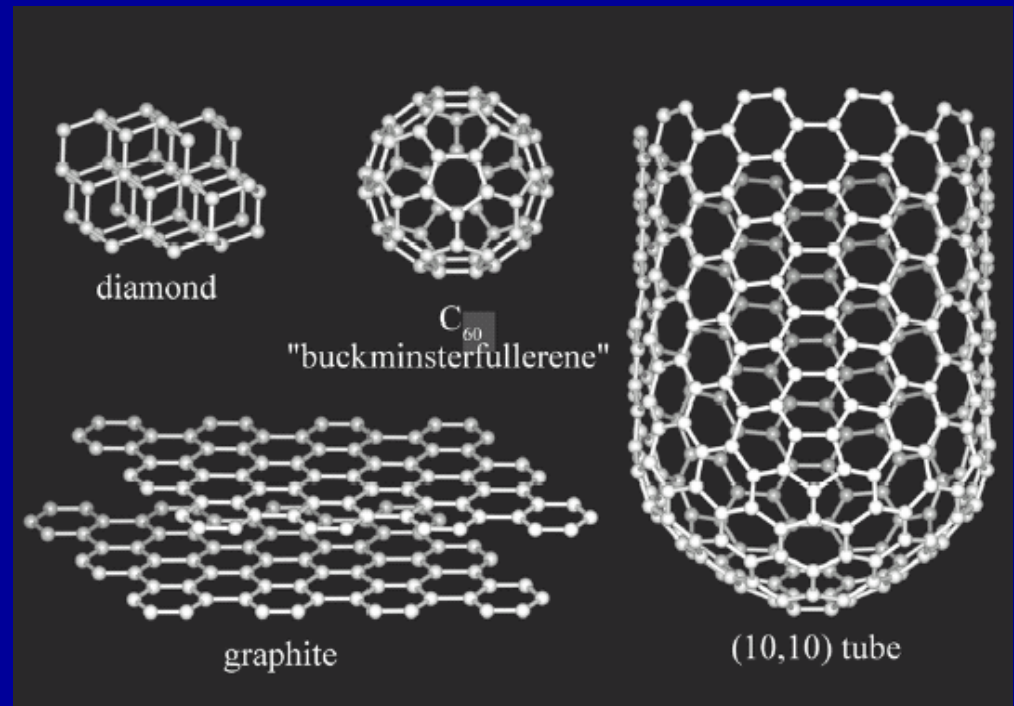 diamond
C₆₀
"buckminsterfullerene"
graphite
(10,10) tube